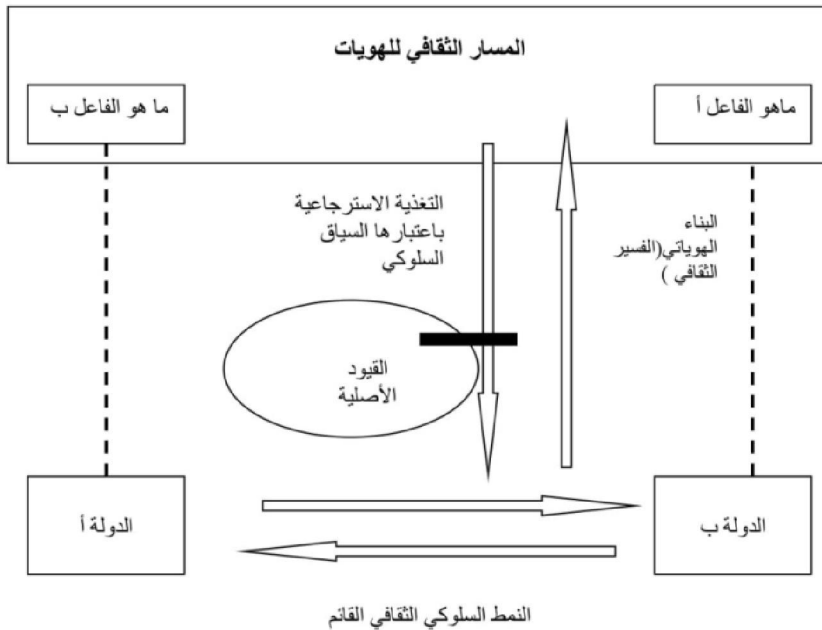 المسار الثقافي للهويات
ماهو الفاعل أ
ما هو الفاعل ب
التغذية الاسترجاعية
باعتبارها السياق
السلوكي
البناء
الهوياتي(الفسير
الثقافي )
القيود
الأصلية
الدولة ب
الدولة أ
النمط السلوكي الثقافي القائم